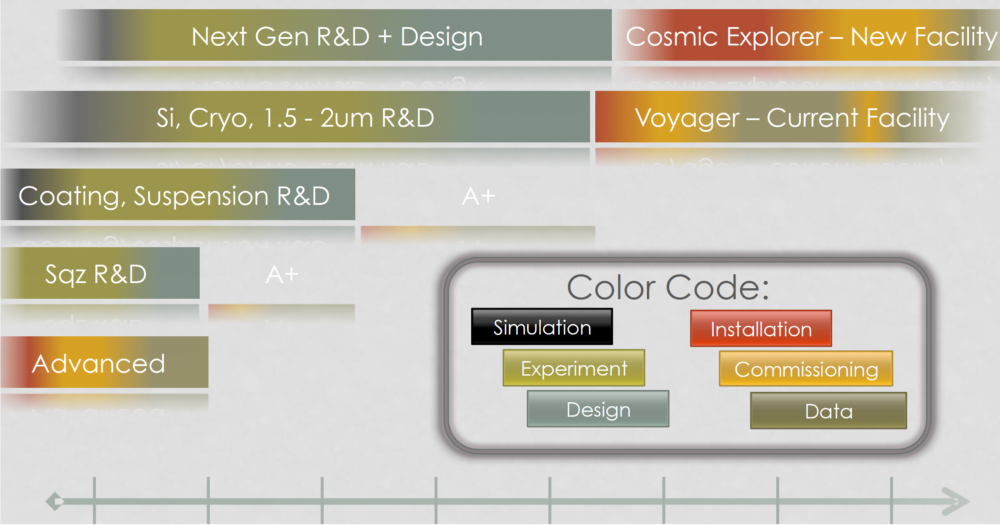 Next Gen R&D + Design
Cosmic Explorer – New Facility
Si, Cryo, 1.5 - 2um R&D
Voyager – Current Facility
Coating, Suspension R&D
A+
Sqz R&D
A+
Advanced
Color Code:
Simulation
Installation
Experiment
Commissioning
Design
Data